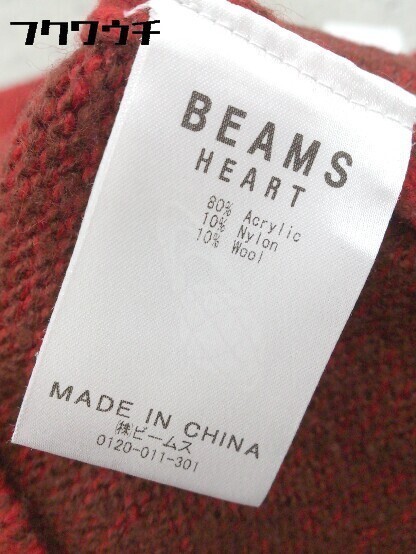 フクワウチ
BEAMS
HEART
80% Acrylic
10% Nylon
10% Wool
MADE IN CHINA
㈱ビームス
0120-011-301